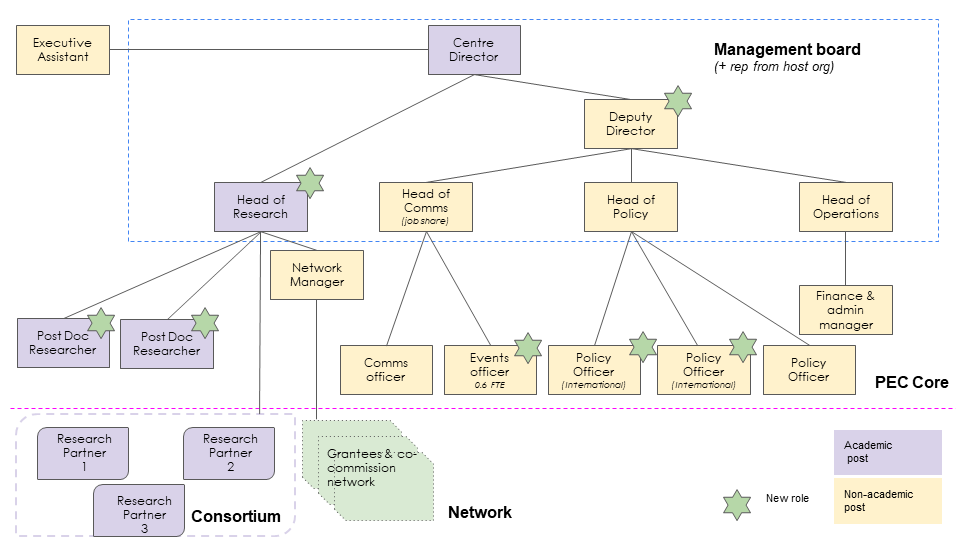 Executive
Assistant
Centre
Director
Management board
(+ rep from host org)
Deputy
Director
Head of
Research
Head of
Comms
(job share)
Head of
Policy
Head of
Operations
Network
Manager
Finance &
admin
manager
Post Doc
Researcher
Post Doc
Researcher
Comms
officer
Events
officer
0.6 FTE
Policy
Officer
(International)
Policy
Officer
(International)
Policy
Officer
PEC Core
Research
Partner
1
Research
Partner
2
Research
Partner
3
Consortium
Grantees & co-
commission
network
Network
New role
Academic
post
Non-academic
post